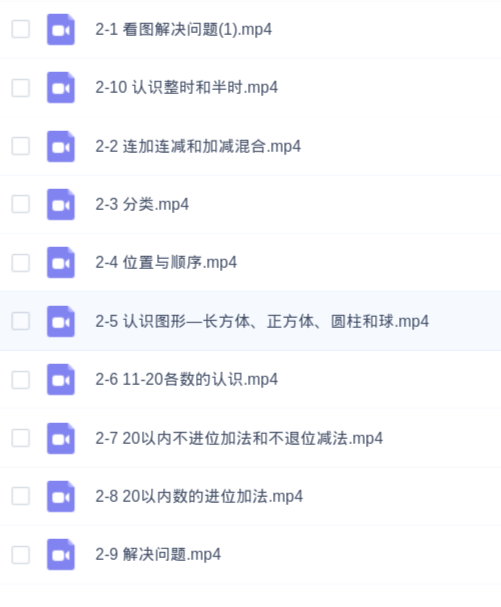 2-1 看图解决问题(1).mp4
2-10 认识整时和半时.mp4
2-2 连加连减和加减混合.mp4
2-3 分类.mp4
2-4 位置与顺序.mp4
2-5 认识图形—长方体、正方体、圆柱和球.mp4
2-6 11-20各数的认识.mp4
2-7 20以内不进位加法和不退位减法.mp4
2-8 20以内数的进位加法.mp4
2-9 解决问题.mp4